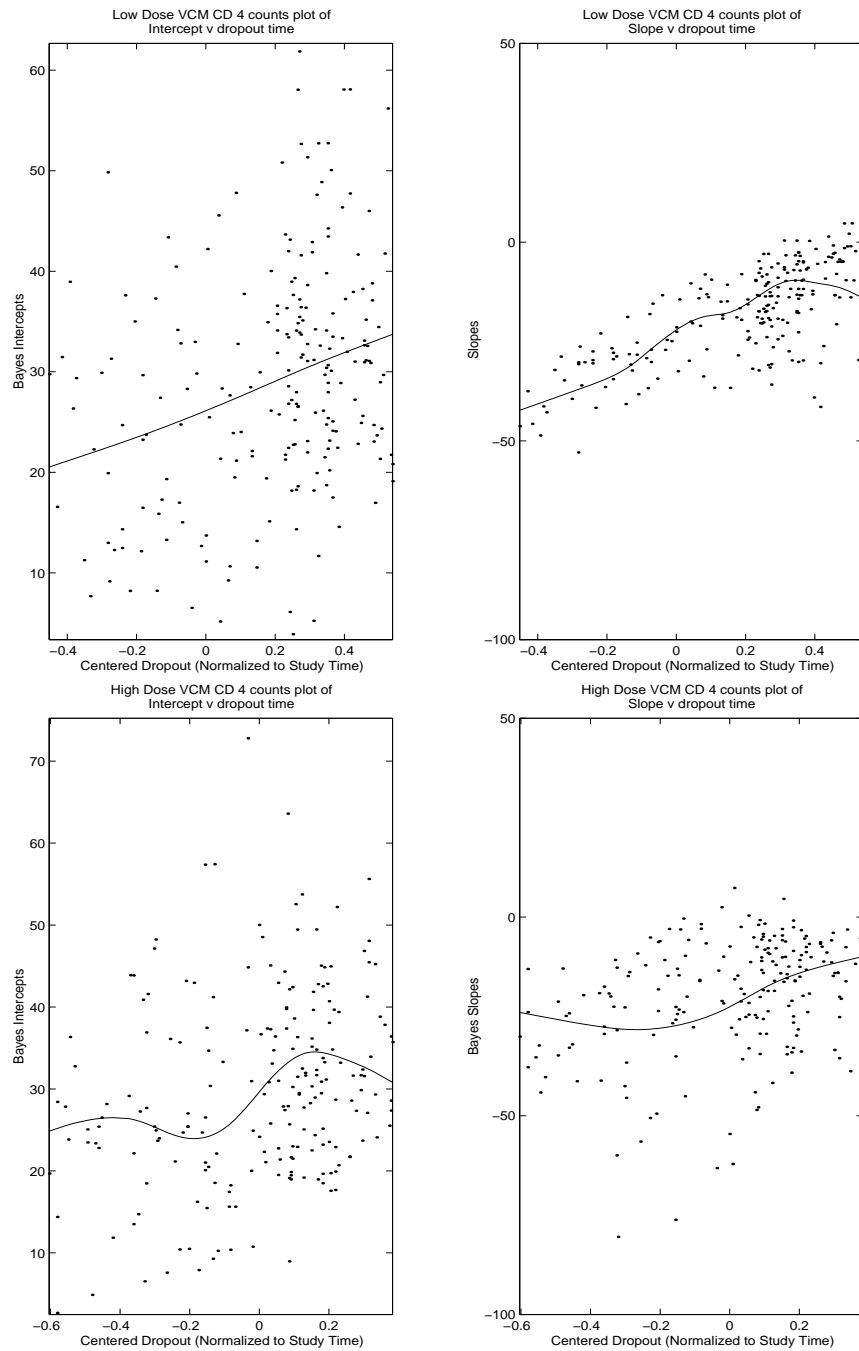 Low Dose VCM CD 4 counts plot of
Intercept v dropout time
60
50
40
30
20
10
Bayes Intercepts
−0.4 −0.2 0 0.2 0.4
Centered Dropout (Normalized to Study Time)
Low Dose VCM CD 4 counts plot of
Slope v dropout time
50
0
−50
−100
Slopes
−0.4 −0.2 0 0.2 0.4
Centered Dropout (Normalized to Study Time)
High Dose VCM CD 4 counts plot of
Intercept v dropout time
70
60
50
40
30
20
10
Bayes Intercepts
−0.6 −0.4 −0.2 0 0.2
Centered Dropout (Normalized to Study Time)
High Dose VCM CD 4 counts plot of
Slope v dropout time
50
0
−50
−100
Bayes Slopes
−0.6 −0.4 −0.2 0 0.2
Centered Dropout (Normalized to Study Time)